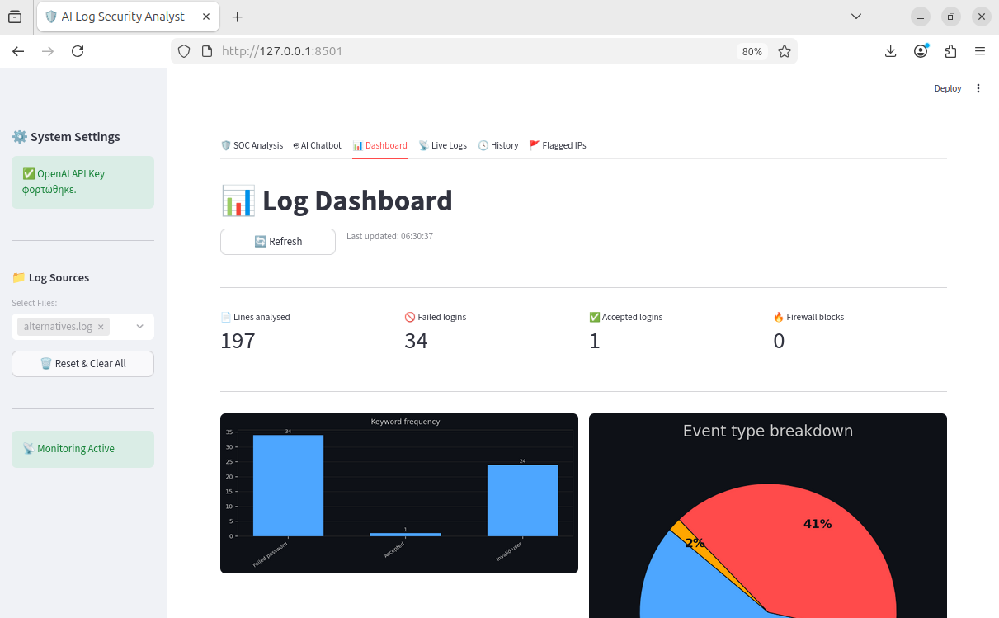 AI Log Security Analyst
http://127.0.0.1:8501
80%
Deploy
System Settings
OpenAI API Key
φορτώθηκε.
Log Sources
Select Files:
alternatives.log
Reset & Clear All
Monitoring Active
SOC Analysis
AI Chatbot
Dashboard
Live Logs
History
Flagged IPs
Log Dashboard
Refresh
Last updated: 06:30:37
Lines analysed
197
Failed logins
34
Accepted logins
1
Firewall blocks
0
Keyword frequency
35
30
25
20
15
10
5
0
34
1
24
Failed password
Accepted
Invalid user
Event type breakdown
41%
2%